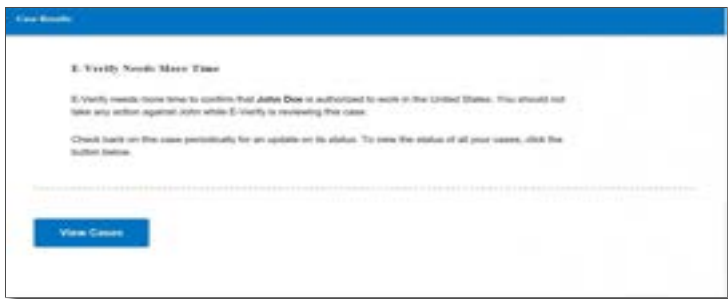 Case Results
E-Verify Needs More Time
E-Verify needs more time to confirm that John Doe is authorized to work in the United States. You should not
take any action against John while E-Verify is reviewing this case.
Check back on this case periodically for an update on its status. To view the status of all your cases, click the
button below.
View Cases